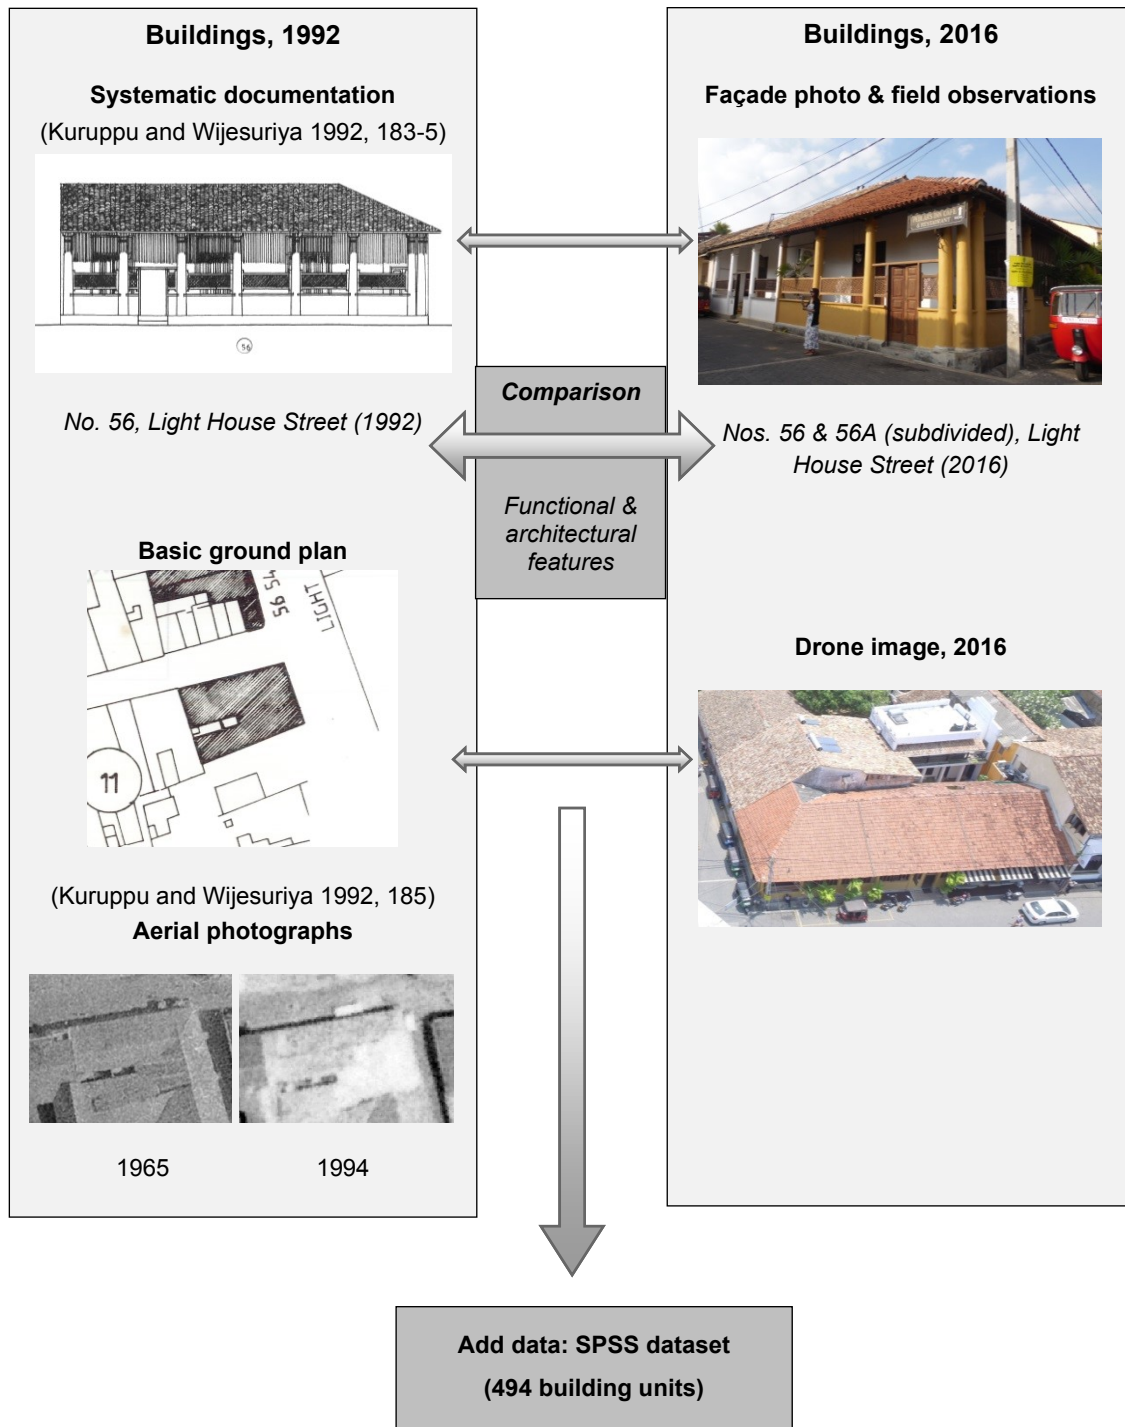 Buildings, 1992
Systematic documentation
(Kuruppu and Wijesuriya 1992, 183-5)
56
No. 56, Light House Street (1992)
Basic ground plan
56
54
LIGHT
11
(Kuruppu and Wijesuriya 1992, 185)
Aerial photographs
1965
1994
Comparison
Functional &
architectural
features
Buildings, 2016
Façade photo & field observations
Nos. 56 & 56A (subdivided), Light
House Street (2016)
Drone image, 2016
Add data: SPSS dataset
(494 building units)